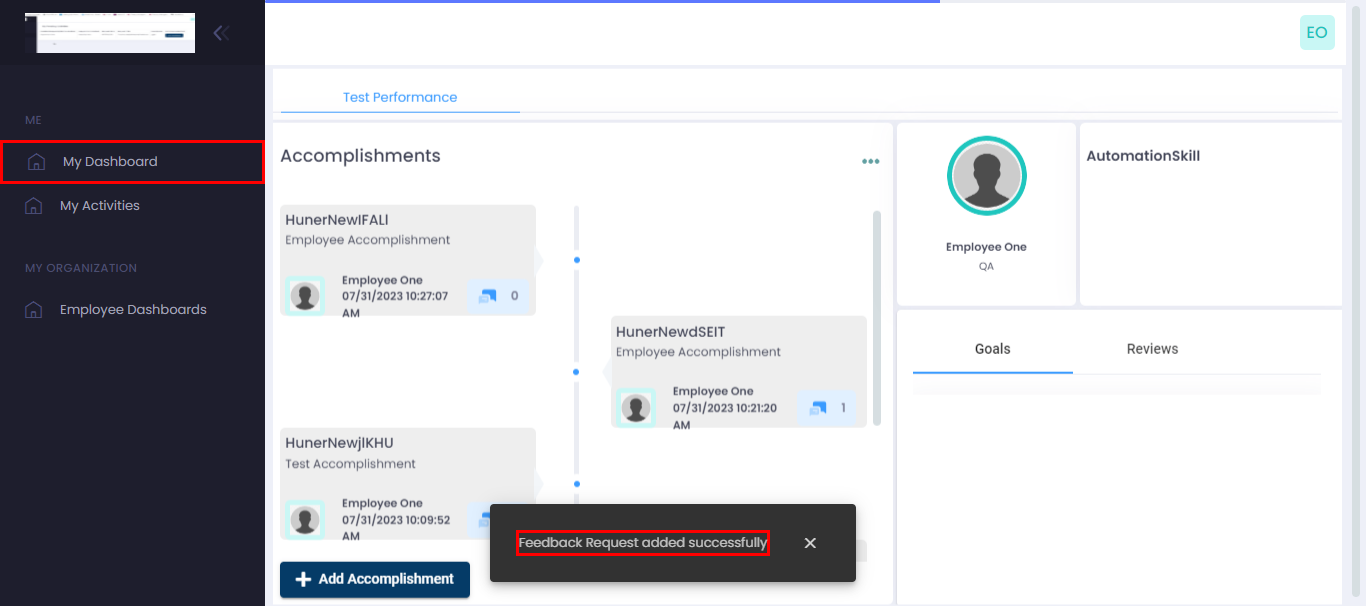 EO
ME
My Dashboard
My Activities
MY ORGANIZATION
Employee Dashboards
Test Performance
Accomplishments
HunerNewIFALl
Employee Accomplishment
Employee One
07/31/2023 10:27:07
AM
0
HunerNewdSEIT
Employee Accomplishment
Employee One
07/31/2023 10:21:20
AM
1
HunerNewjlKHU
Test Accomplishment
Employee One
07/31/2023 10:09:52
AM
Add Accomplishment
Feedback Request added successfully
Employee One
QA
AutomationSkill
Goals
Reviews